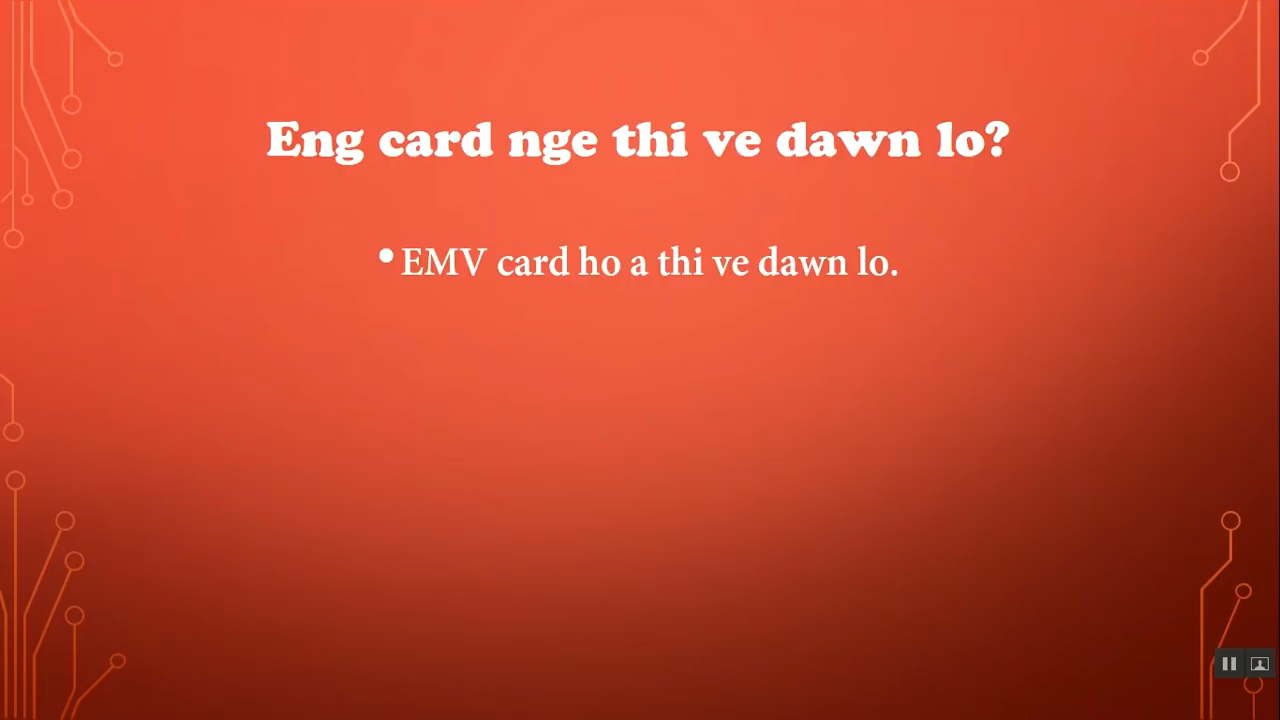 Eng card nge thi ve dawn lo?
• EMV card ho a thi ve dawn lo.